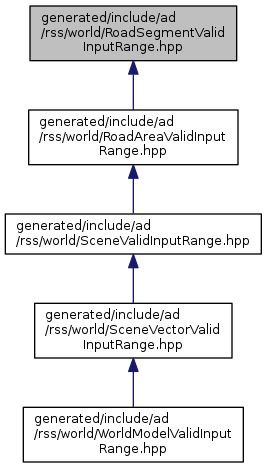 generated/include/ad
/rss/world/RoadSegmentValid
InputRange.hpp
generated/include/ad
/rss/world/RoadAreaValidInput
Range.hpp
generated/include/ad
/rss/world/SceneValidInputRange.hpp
generated/include/ad
/rss/world/SceneVectorValid
InputRange.hpp
generated/include/ad
/rss/world/WorldModelValidInput
Range.hpp